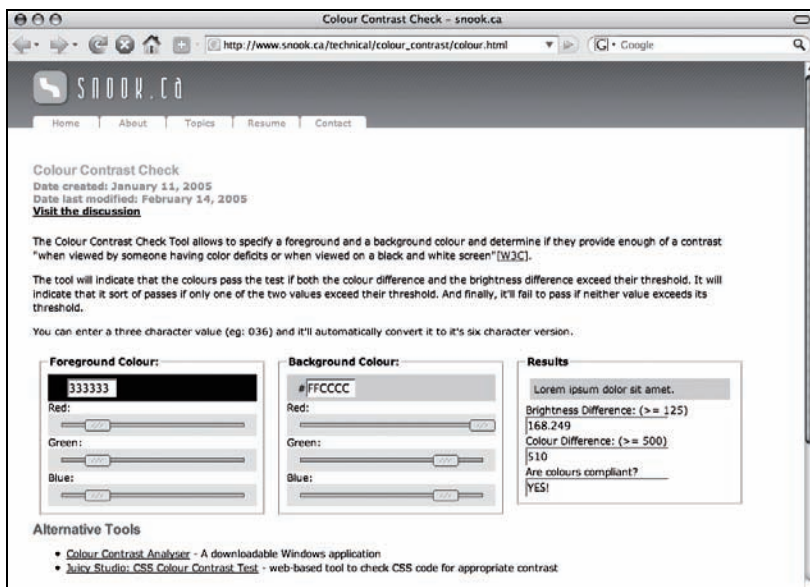 Colour Contrast Check – snook.ca
http://www.snook.ca/technical/colour_contrast/colour.html
G Google
snook.ca
Home About Topics Resume Contact
Colour Contrast Check
Date created: January 11, 2005
Date last modified: February 14, 2005
Visit the discussion
The Colour Contrast Check Tool allows to specify a foreground and a background colour and determine if they provide enough of a contrast
"when viewed by someone having color deficits or when viewed on a black and white screen"[W3C].
The tool will indicate that the colours pass the test if both the colour difference and the brightness difference exceed their threshold. It will
indicate that it sort of passes if only one of the two values exceed their threshold. And finally, it'll fail to pass if neither value exceeds its
threshold.
You can enter a three character value (eg: 036) and it'll automatically convert it to it's six character version.
Foreground Colour:
333333
Red:
Green:
Blue:
Background Colour:
#FFCCCC
Red:
Green:
Blue:
Results
Lorem ipsum dolor sit amet.
Brightness Difference: (>= 125)
168.249
Colour Difference: (>= 500)
510
Are colours compliant?
YES!
Alternative Tools
• Colour Contrast Analyser - A downloadable Windows application
• Juicy Studio: CSS Colour Contrast Test - web-based tool to check CSS code for appropriate contrast